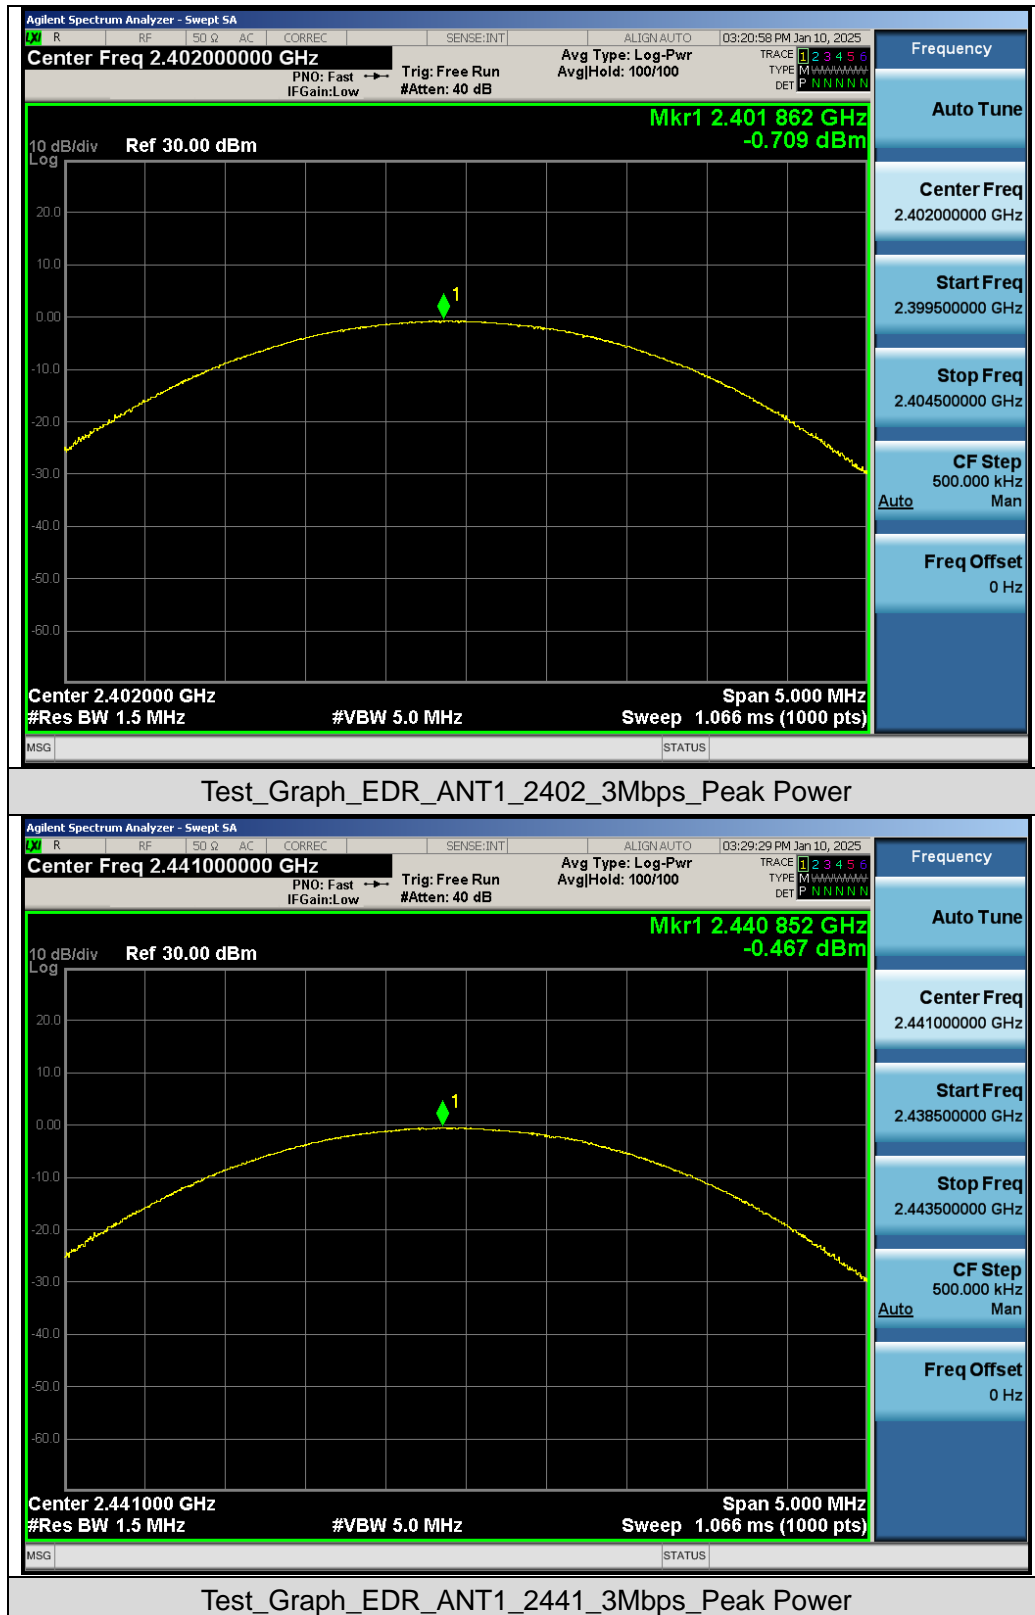 Agilent Spectrum Analyzer - Swept SA
LXI R RF 50 Ω AC CORREC SENSE:INT ALIGN AUTO 03:20:58 PM Jan 10, 2025
Center Freq 2.402000000 GHz
PNO: Fast
IFGain:Low
Trig: Free Run
#Atten: 40 dB
Avg Type: Log-Pwr
Avg|Hold: 100/100
TRACE 1 2 3 4 5 6
TYPE M
DET P N N N N N
Mkr1 2.401 862 GHz
-0.709 dBm
10 dB/div Ref 30.00 dBm
Log
20.0
10.0
0.00
-10.0
-20.0
-30.0
-40.0
-50.0
-60.0
1
Center 2.402000 GHz Span 5.000 MHz
#Res BW 1.5 MHz #VBW 5.0 MHz Sweep 1.066 ms (1000 pts)
MSG STATUS
Frequency
Auto Tune
Center Freq
2.402000000 GHz
Start Freq
2.399500000 GHz
Stop Freq
2.404500000 GHz
CF Step
500.000 kHz
Auto Man
Freq Offset
0 Hz
Test_Graph_EDR_ANT1_2402_3Mbps_Peak Power
Agilent Spectrum Analyzer - Swept SA
LXI R RF 50 Ω AC CORREC SENSE:INT ALIGN AUTO 03:29:29 PM Jan 10, 2025
Center Freq 2.441000000 GHz
PNO: Fast
IFGain:Low
Trig: Free Run
#Atten: 40 dB
Avg Type: Log-Pwr
Avg|Hold: 100/100
TRACE 1 2 3 4 5 6
TYPE M
DET P N N N N N
Mkr1 2.440 852 GHz
-0.467 dBm
10 dB/div Ref 30.00 dBm
Log
20.0
10.0
0.00
-10.0
-20.0
-30.0
-40.0
-50.0
-60.0
1
Center 2.441000 GHz Span 5.000 MHz
#Res BW 1.5 MHz #VBW 5.0 MHz Sweep 1.066 ms (1000 pts)
MSG STATUS
Frequency
Auto Tune
Center Freq
2.441000000 GHz
Start Freq
2.438500000 GHz
Stop Freq
2.443500000 GHz
CF Step
500.000 kHz
Auto Man
Freq Offset
0 Hz
Test_Graph_EDR_ANT1_2441_3Mbps_Peak Power